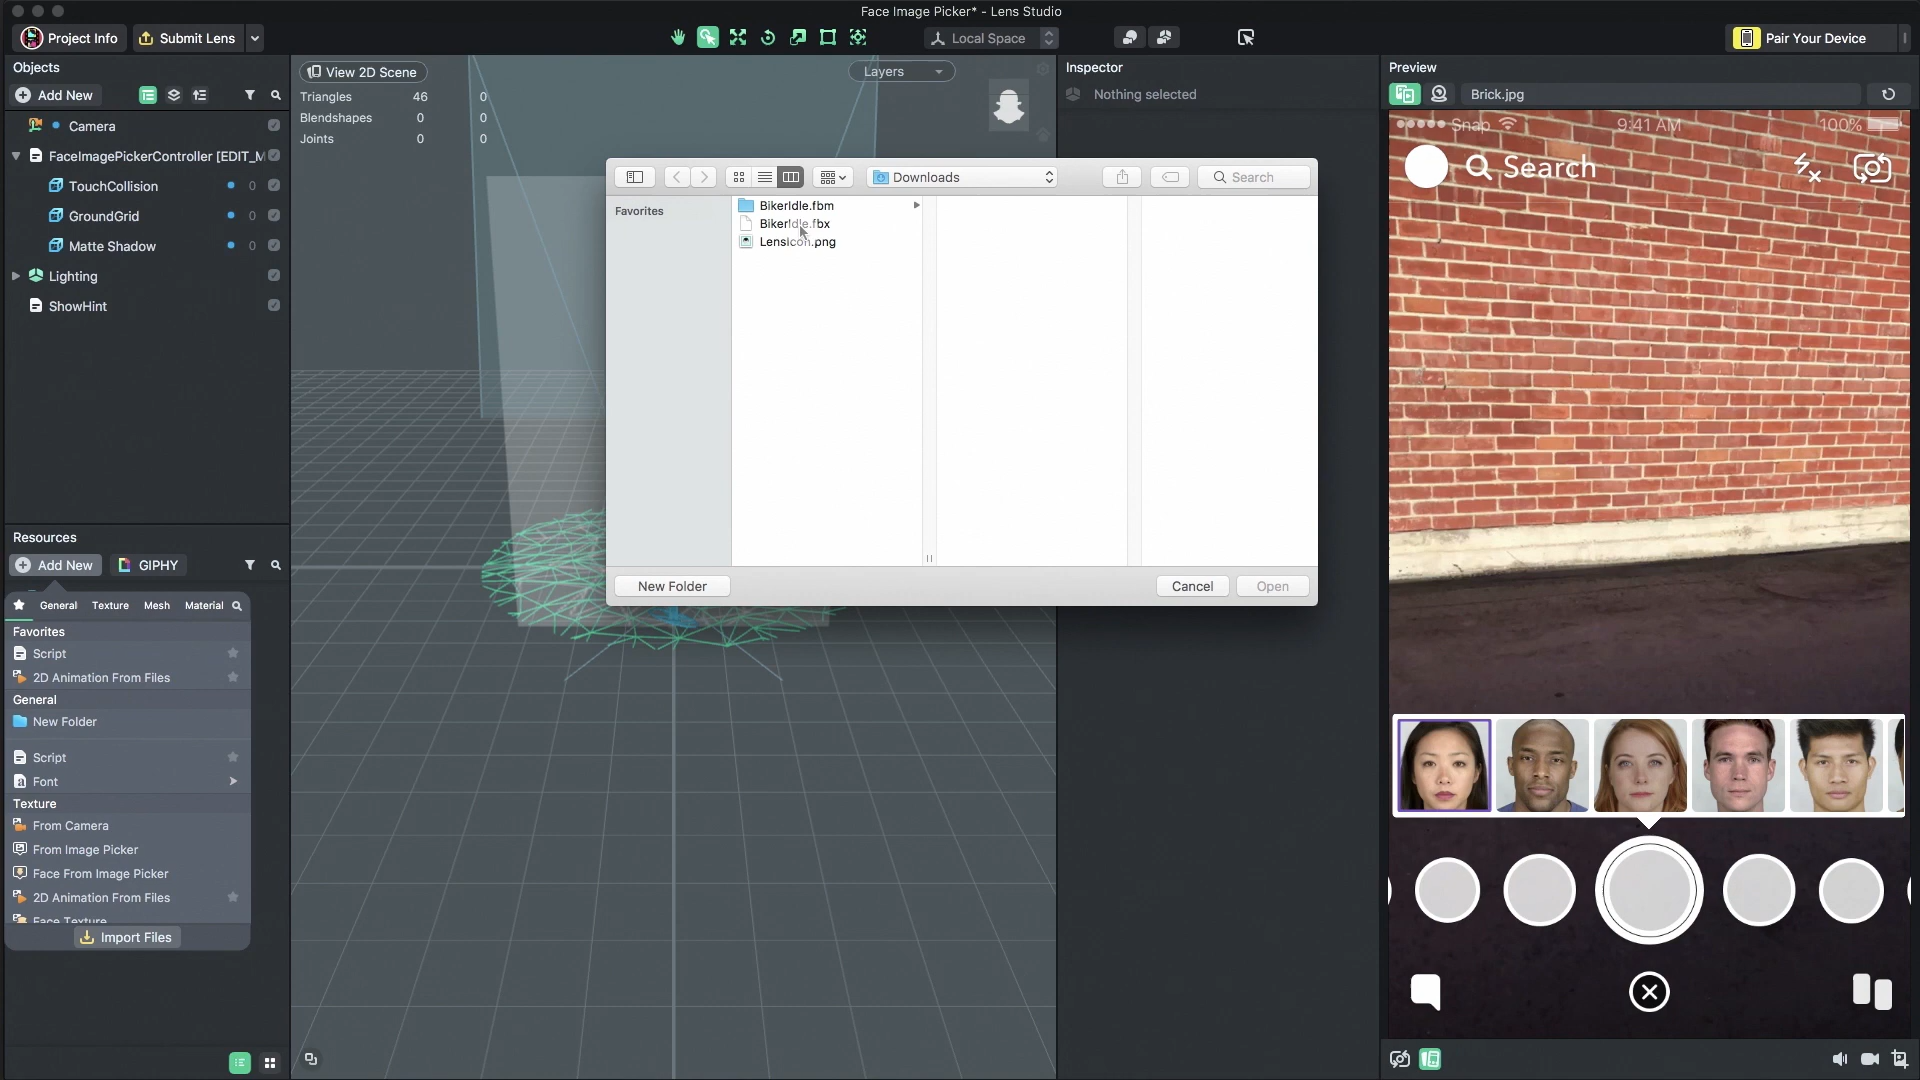 Face Image Picker* - Lens Studio
Project Info
Submit Lens
Local Space
Pair Your Device
Objects
Add New
Camera
FaceImagePickerController [EDIT_M
TouchCollision
0
GroundGrid
0
Matte Shadow
0
Lighting
ShowHint
View 2D Scene
Layers
Triangles 46 0
Blendshapes 0 0
Joints 0 0
Inspector
Nothing selected
Downloads
Search
Favorites
BikerIdle.fbm
BikerIdle.fbx
LensIcon.png
New Folder
Cancel
Open
Resources
Add New
GIPHY
General
Texture
Mesh
Material
Favorites
Script
2D Animation From Files
General
New Folder
Script
Font
Texture
From Camera
From Image Picker
Face From Image Picker
2D Animation From Files
Face Texture
Import Files
Preview
Brick.jpg
Snap
9:41 AM
100%
Search